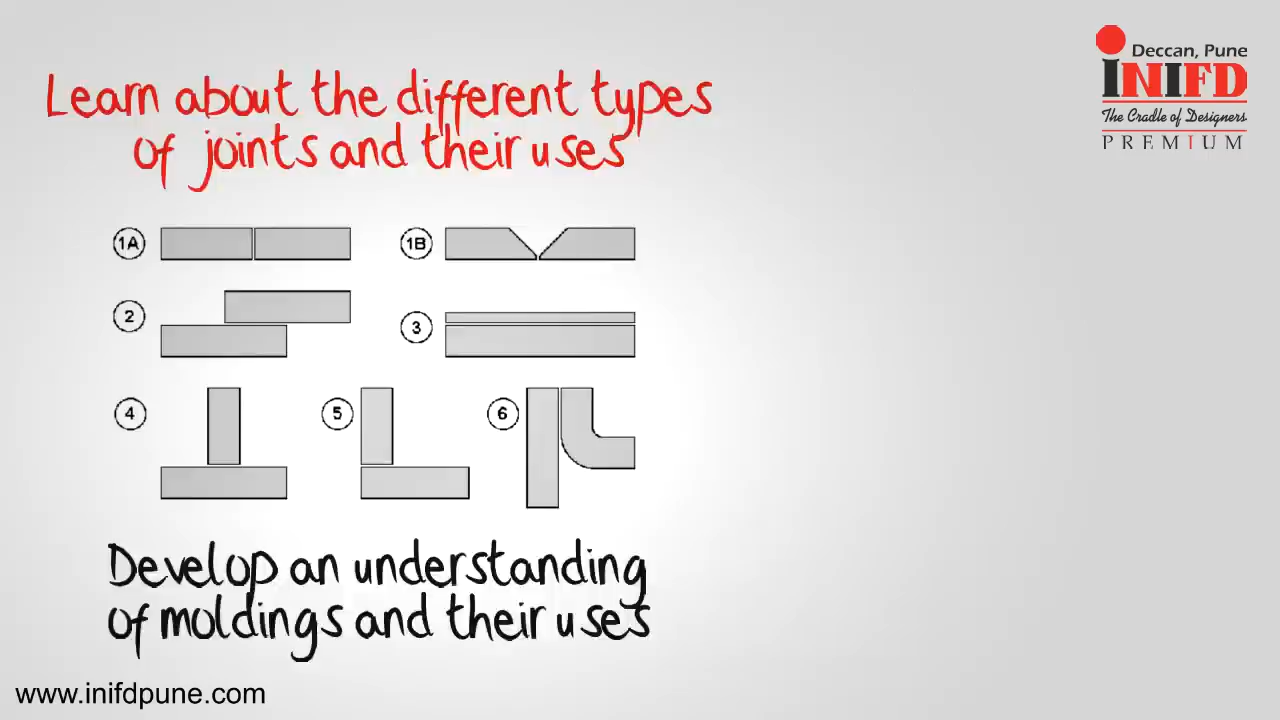 Deccan, Pune
INIFD
The Cradle of Designers
PREMIUM
Learn about the different types
of joints and their uses
1A
1B
2
3
4
5
6
Develop an understanding
of moldings and their uses
www.inifdpune.com